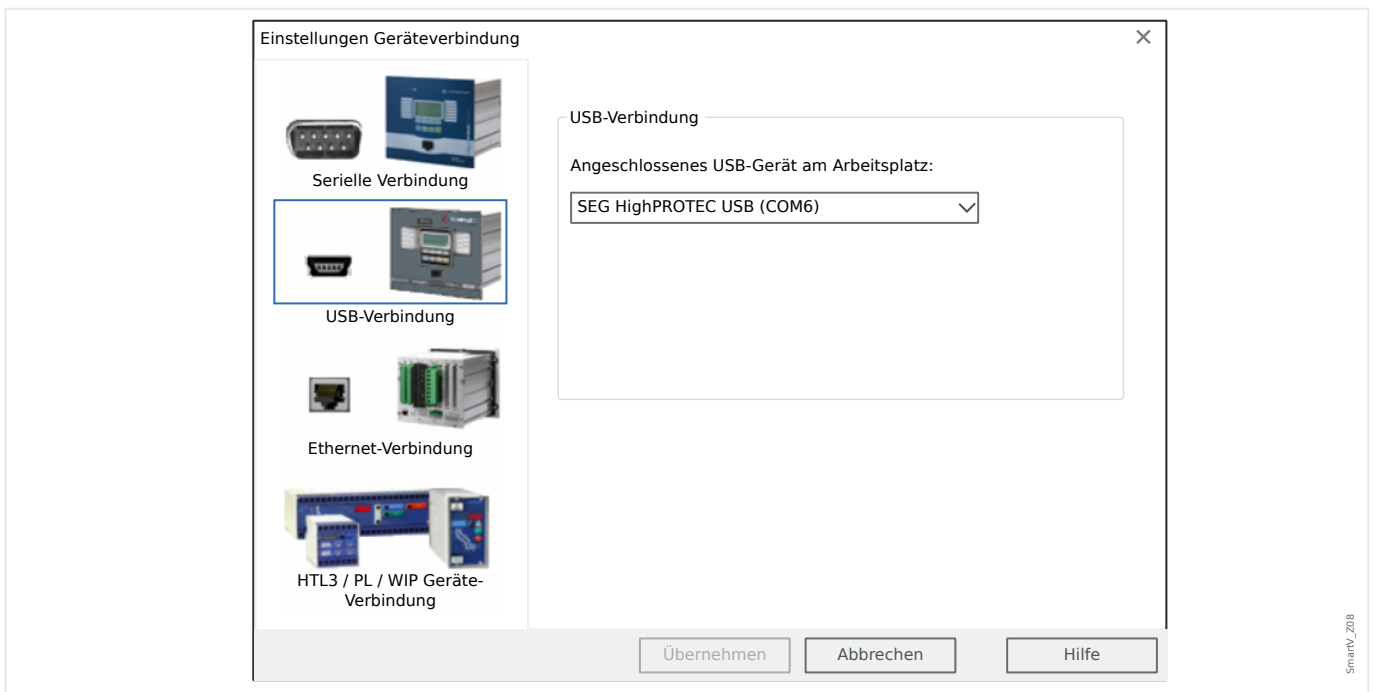 Einstellungen Geräteverbindung
Serielle Verbindung
USB-Verbindung
Ethernet-Verbindung
HTL3 / PL / WIP Geräte-
Verbindung
USB-Verbindung
Angeschlossenes USB-Gerät am Arbeitsplatz:
SEG HighPROTEC USB (COM6)
Übernehmen
Abbrechen
Hilfe
SmartV_Z08